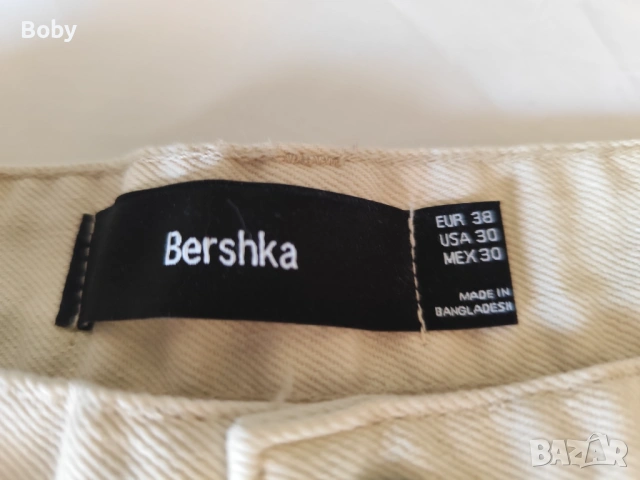 Boby
Bershka
EUR 38
USA 30
MEX 30
MADE IN
BANGLADESH
BAZAR